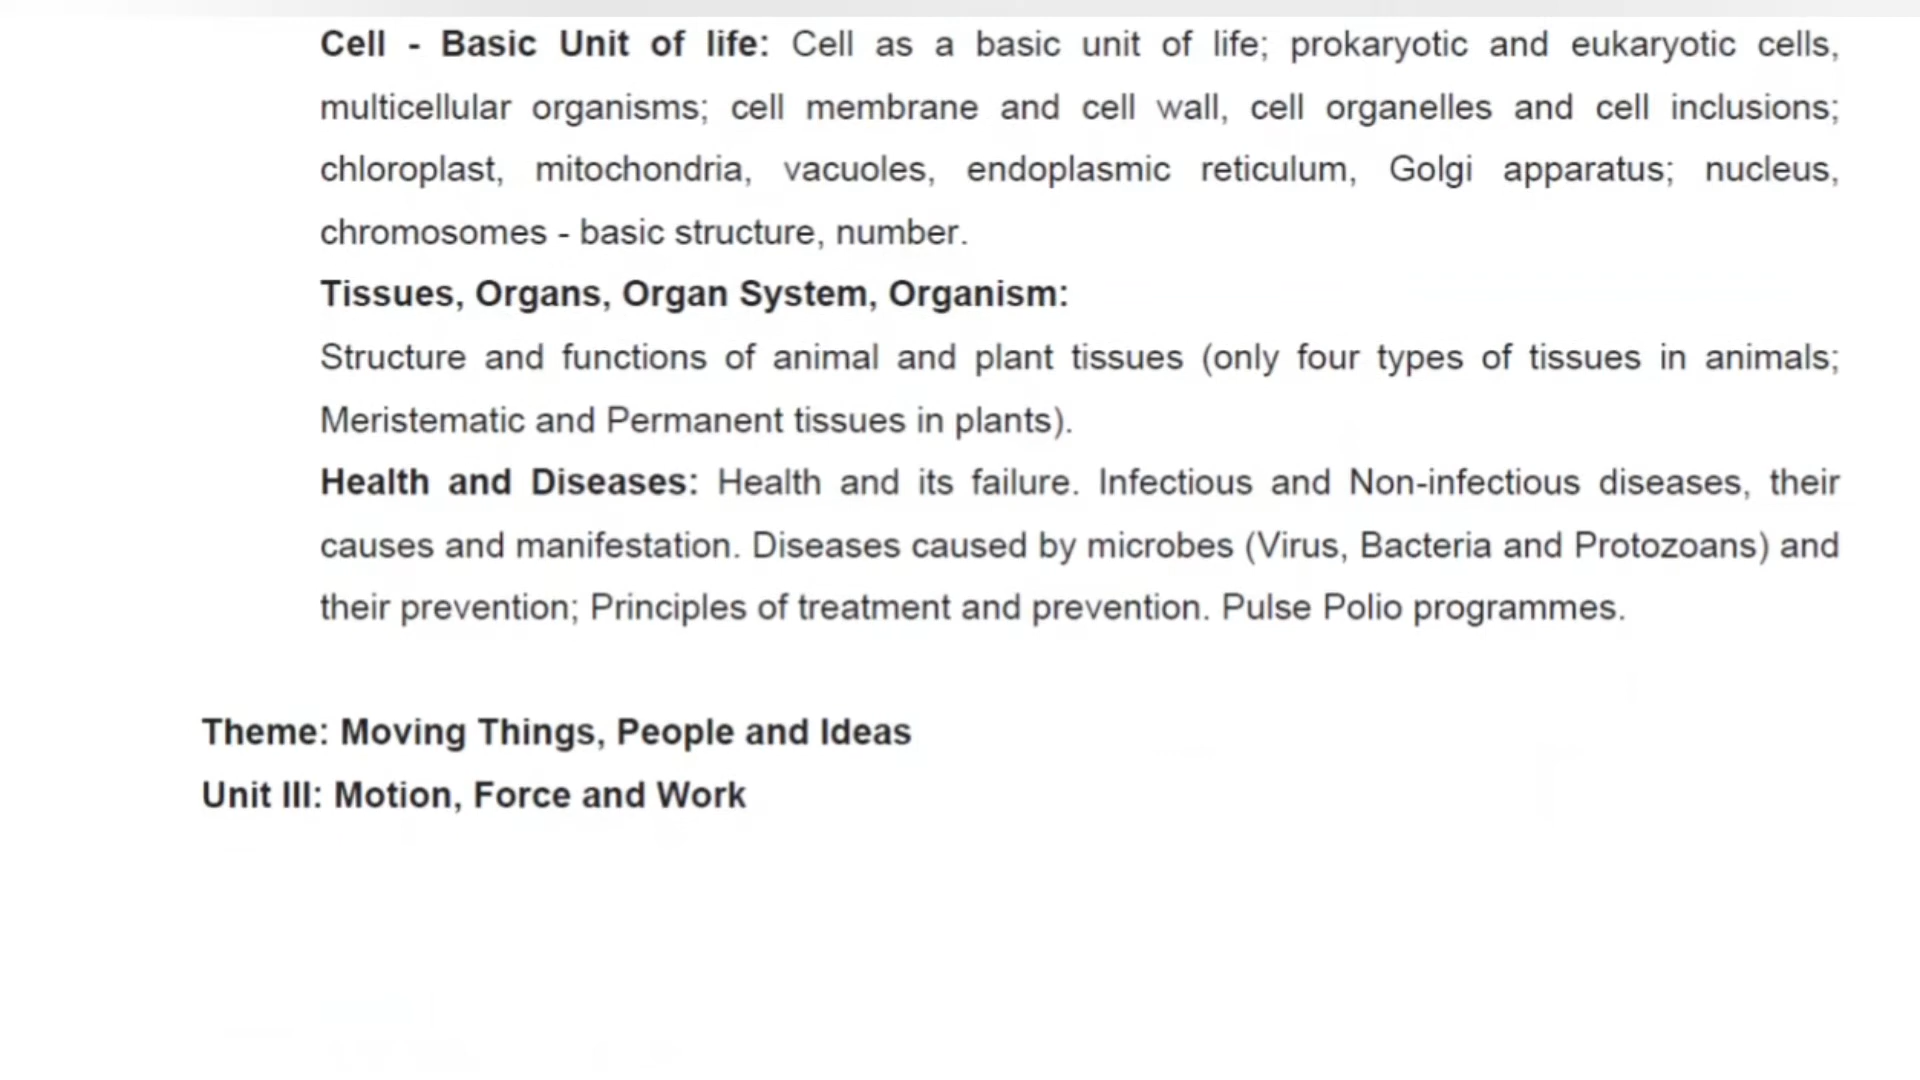 Cell - Basic Unit of life: Cell as a basic unit of life; prokaryotic and eukaryotic cells,
multicellular organisms; cell membrane and cell wall, cell organelles and cell inclusions;
chloroplast, mitochondria, vacuoles, endoplasmic reticulum, Golgi apparatus; nucleus,
chromosomes - basic structure, number.
Tissues, Organs, Organ System, Organism:
Structure and functions of animal and plant tissues (only four types of tissues in animals;
Meristematic and Permanent tissues in plants).
Health and Diseases: Health and its failure. Infectious and Non-infectious diseases, their
causes and manifestation. Diseases caused by microbes (Virus, Bacteria and Protozoans) and
their prevention; Principles of treatment and prevention. Pulse Polio programmes.
Theme: Moving Things, People and Ideas
Unit III: Motion, Force and Work